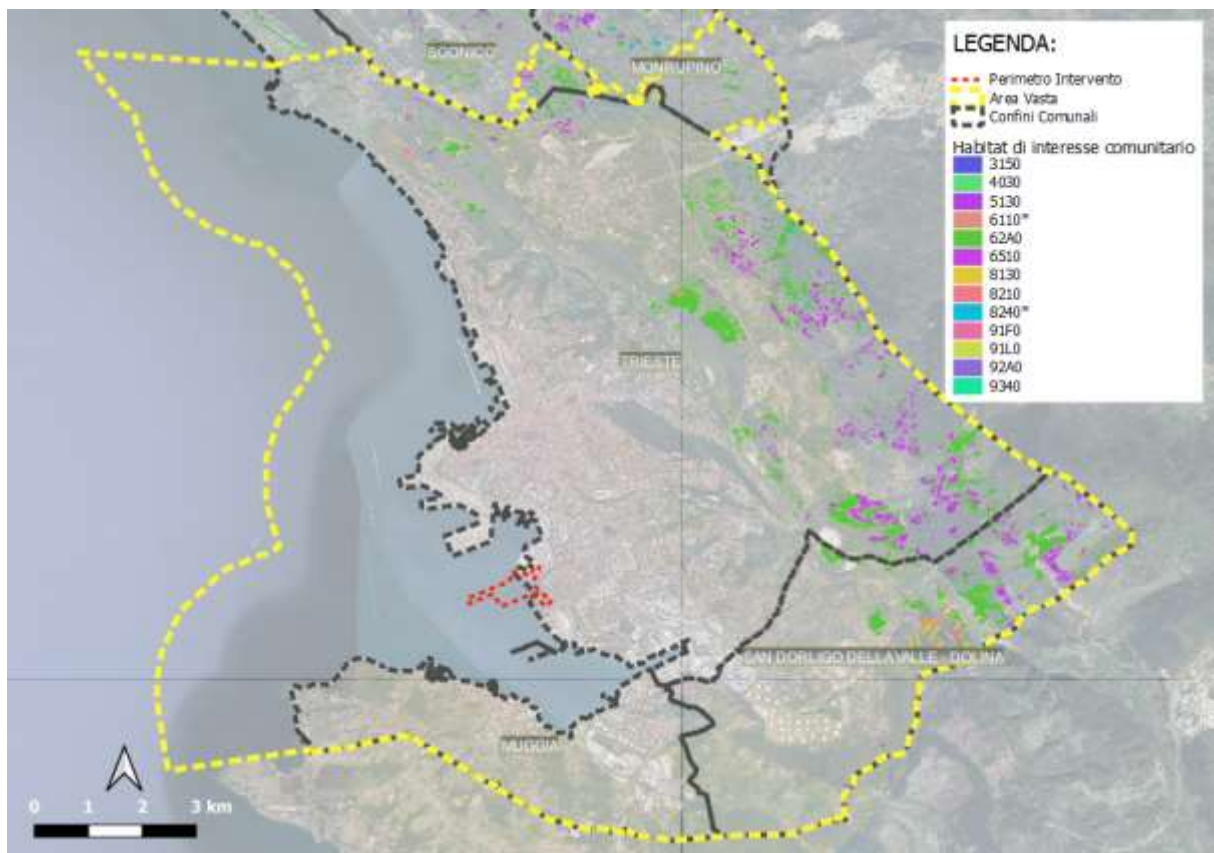 SGONICO
MONRUPINO
TRIESTE
SAN DORLIGO DELLA VALLE - DOLINA
MUGGIA
0 1 2 3 km
LEGENDA:
Perimetro Intervento
Area Vasta
Confini Comunali
Habitat di interesse comunitario
3150
4030
5130
6110*
62A0
6510
8130
8210
8240*
91F0
91L0
92A0
9340